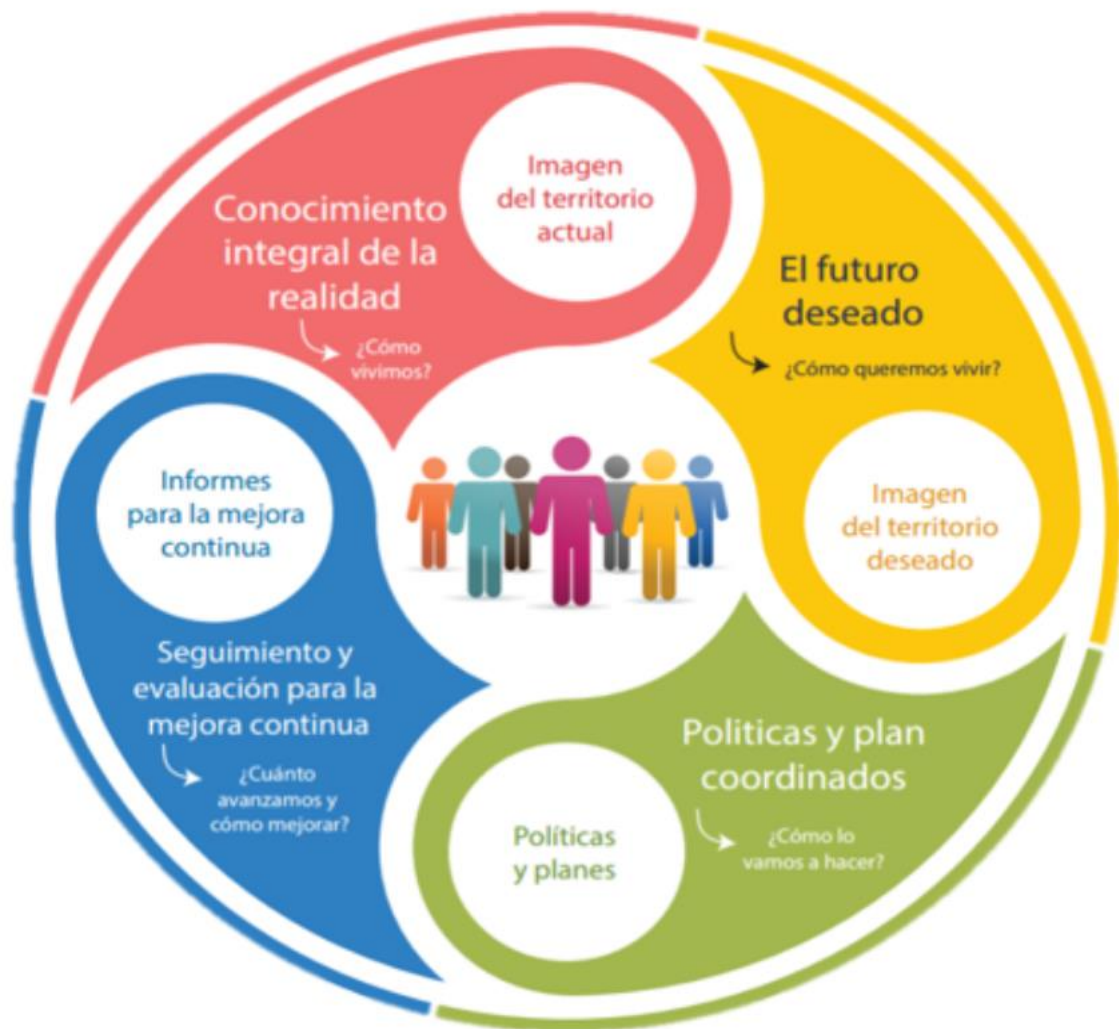 Conocimiento
integral de la
realidad
¿Cómo
vivimos?
Imagen
del territorio
actual
El futuro
deseado
¿Cómo queremos vivir?
Imagen
del territorio
deseado
Politicas y plan
coordinados
¿Cómo lo
vamos a hacer?
Políticas
y planes
Seguimiento y
evaluación para la
mejora continua
¿Cuánto
avanzamos y
cómo mejorar?
Informes
para la mejora
continua